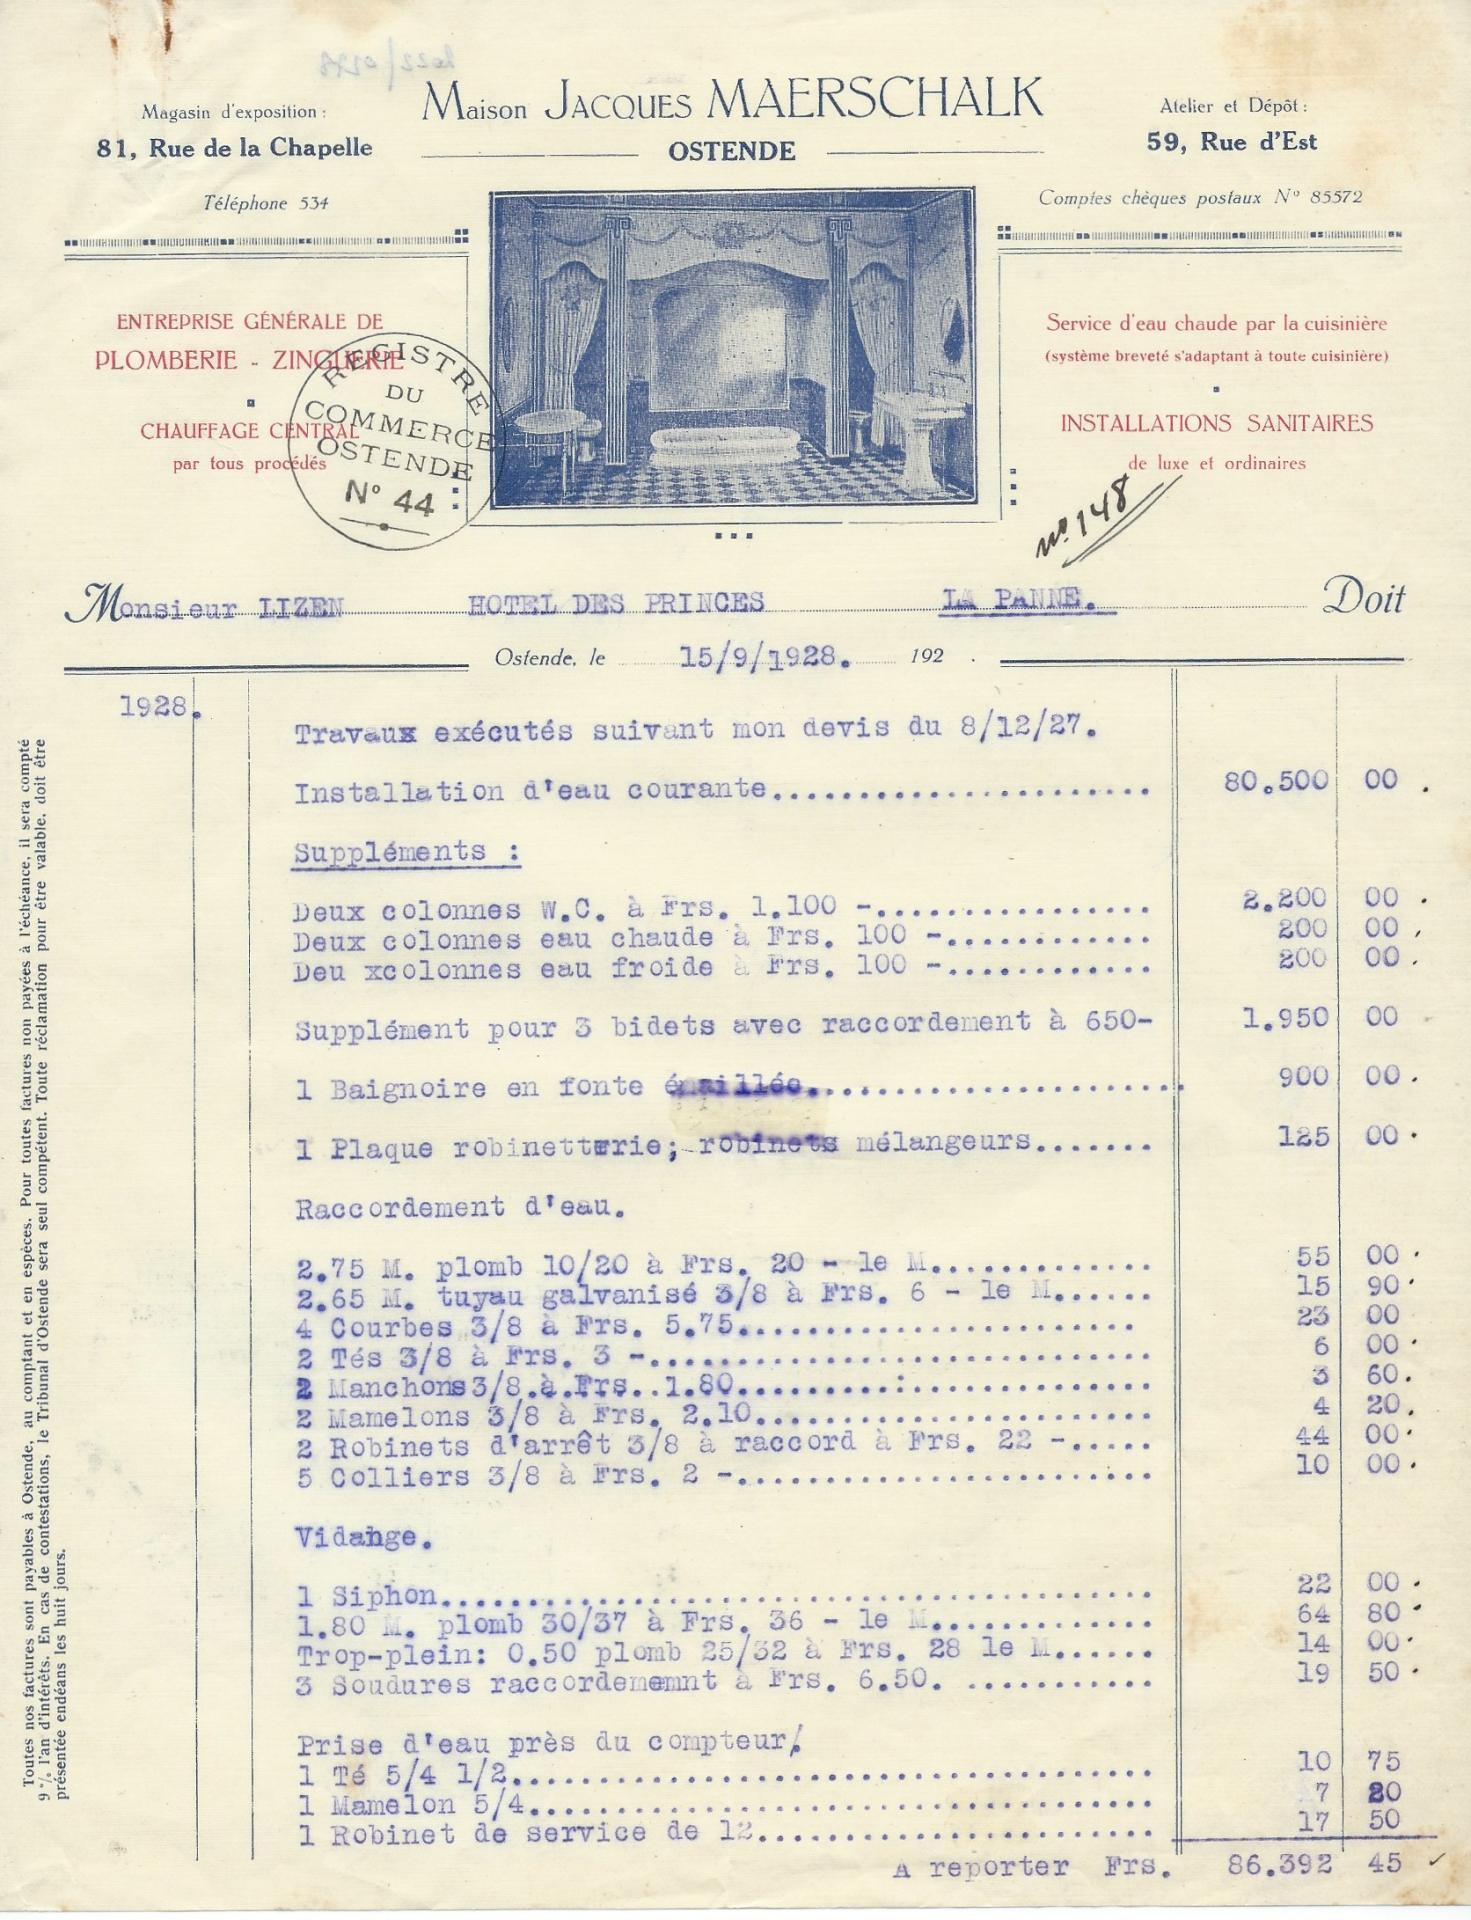 Maison Jacques MAERSCHALK
OSTENDE
Magasin d'exposition :
81, Rue de la Chapelle
Téléphone 534
Atelier et Dépôt :
59, Rue d'Est
Comptes chèques postaux N° 85572
ENTREPRISE GÉNÉRALE DE
PLOMBERIE - ZINGUERIE
CHAUFFAGE CENTRAL
par tous procédés
REGISTRE
DU
COMMERCE
OSTENDE
N° 44
Service d'eau chaude par la cuisinière
(système breveté s'adaptant à toute cuisinière)
INSTALLATIONS SANITAIRES
de luxe et ordinaires
n° 148
Monsieur LIZEN HOTEL DES PRINCES LA PANNE. Doit
Ostende, le 15/9/1928. 192 .
1928.
Travaux exécutés suivant mon devis du 8/12/27.
Installation d'eau courante...................... 80.500 00 .
Suppléments :
Deux colonnes W.C. à Frs. 1.100 -................ 2.200 00 .
Deux colonnes eau chaude à Frs. 100 -............ 200 00 .
Deu xcolonnes eau froide à Frs. 100 -............ 200 00 .
Supplément pour 3 bidets avec raccordement à 650- 1.950 00
1 Baignoire en fonte émaillée..................... 900 00 .
1 Plaque robinetterie; robinets mélangeurs....... 125 00 .
Raccordement d'eau.
2.75 M. plomb 10/20 à Frs. 20 - le M............. 55 00 .
2.65 M. tuyau galvanisé 3/8 à Frs. 6 - le M...... 15 90 .
4 Courbes 3/8 à Frs. 5.75....................... 23 00
2 Tés 3/8 à Frs. 3 -............................. 6 00 .
2 Manchons 3/8.à.Frs..1.80........................ 3 60.
2 Mamelons 3/8 à Frs. 2.10....................... 4 20.
2 Robinets d'arrêt 3/8 à raccord à Frs. 22 -..... 44 00 .
5 Colliers 3/8 à Frs. 2 -........................ 10 00 .
Vidange.
1 Siphon......................................... 22 00 .
1.80 M. plomb 30/37 à Frs. 36 - le M............. 64 80 .
Trop-plein: 0.50 plomb 25/32 à Frs. 28 le M...... 14 00 .
3 Soudures raccordememnt à Frs. 6.50. ........... 19 50 .
Prise d'eau près du compteur.
1 Té 5/4 1/2..................................... 10 75
1 Mamelon 5/4.................................... 7 20
1 Robinet de service de 12....................... 17 50
A reporter Frs. 86.392 45
Toutes nos factures sont payables à Ostende, au comptant et en espèces. Pour toutes factures non payées à l'échéance, il sera compté
9 % l'an d'intérêts. En cas de contestations, le Tribunal d'Ostende sera seul compétent. Toute réclamation pour être valable, doit être
présentée endéans les huit jours.